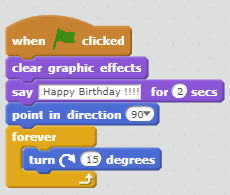 when clicked
clear graphic effects
say Happy Birthday !!!! for 2 secs
point in direction 90
forever
turn 15 degrees